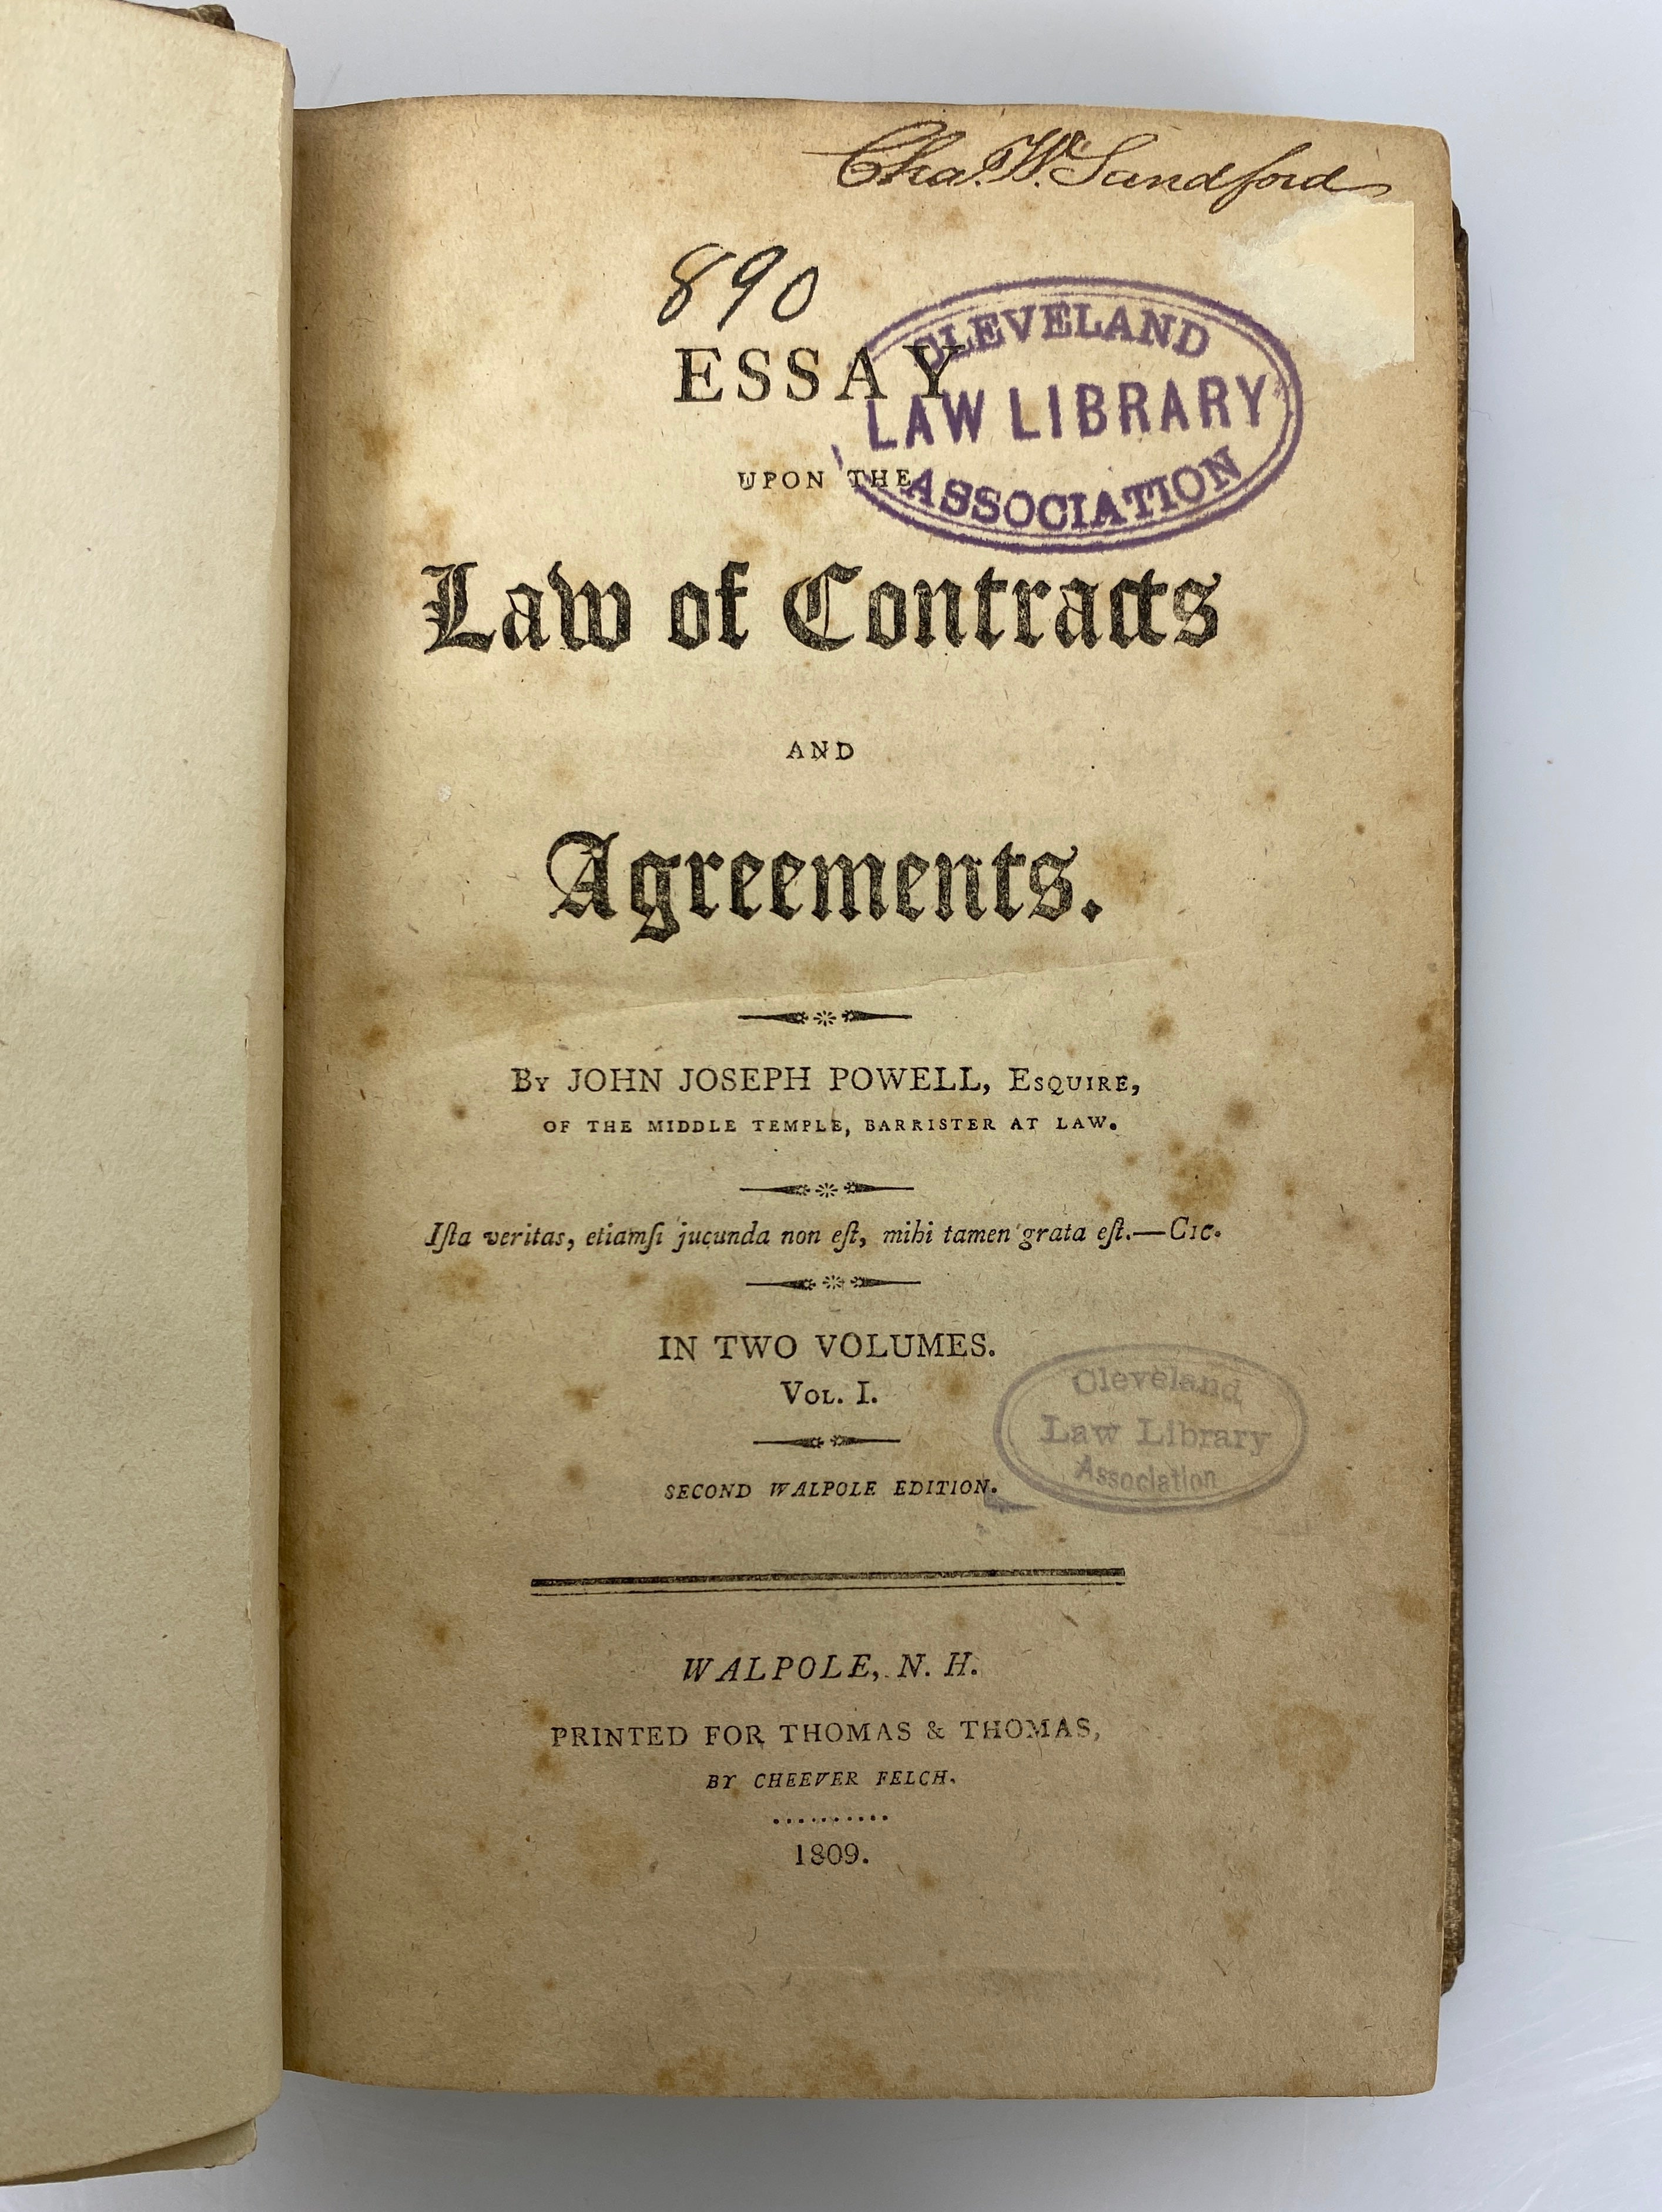 Chas. W. Sandford
890
ESSAY
CLEVELAND
LAW LIBRARY
ASSOCIATION
UPON THE
Law of Contracts
AND
Agreements.
By JOHN JOSEPH POWELL, Esquire,
OF THE MIDDLE TEMPLE, BARRISTER AT LAW.
Iſta veritas, etiamſi jucunda non eſt, mihi tamen grata eſt.—Cic.
IN TWO VOLUMES.
Vol. I.
Cleveland
Law Library
Association
SECOND WALPOLE EDITION.
WALPOLE, N. H.
PRINTED FOR THOMAS & THOMAS,
BY CHEEVER FELCH.
..........
1809.